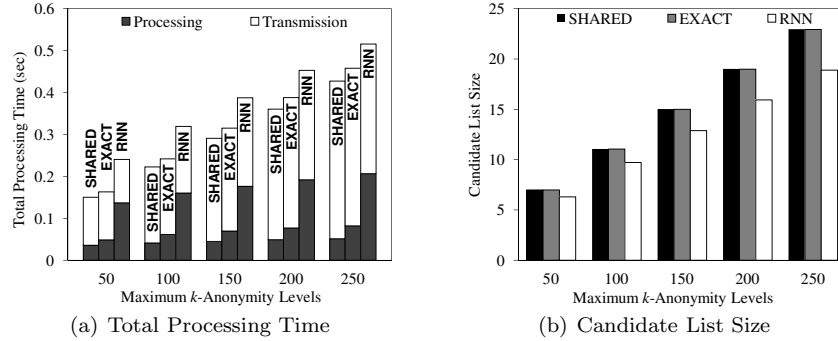 0.6
0.5
0.4
0.3
0.2
0.1
0
Total Processing Time (sec)
Processing
Transmission
SHARED
EXACT
RNN
SHARED
EXACT
RNN
SHARED
EXACT
RNN
SHARED
EXACT
RNN
SHARED
EXACT
RNN
50 100 150 200 250
Maximum k-Anonymity Levels
(a) Total Processing Time
25
20
15
10
5
0
Candidate List Size
SHARED
EXACT
RNN
50 100 150 200 250
Maximum k-Anonymity Levels
(b) Candidate List Size